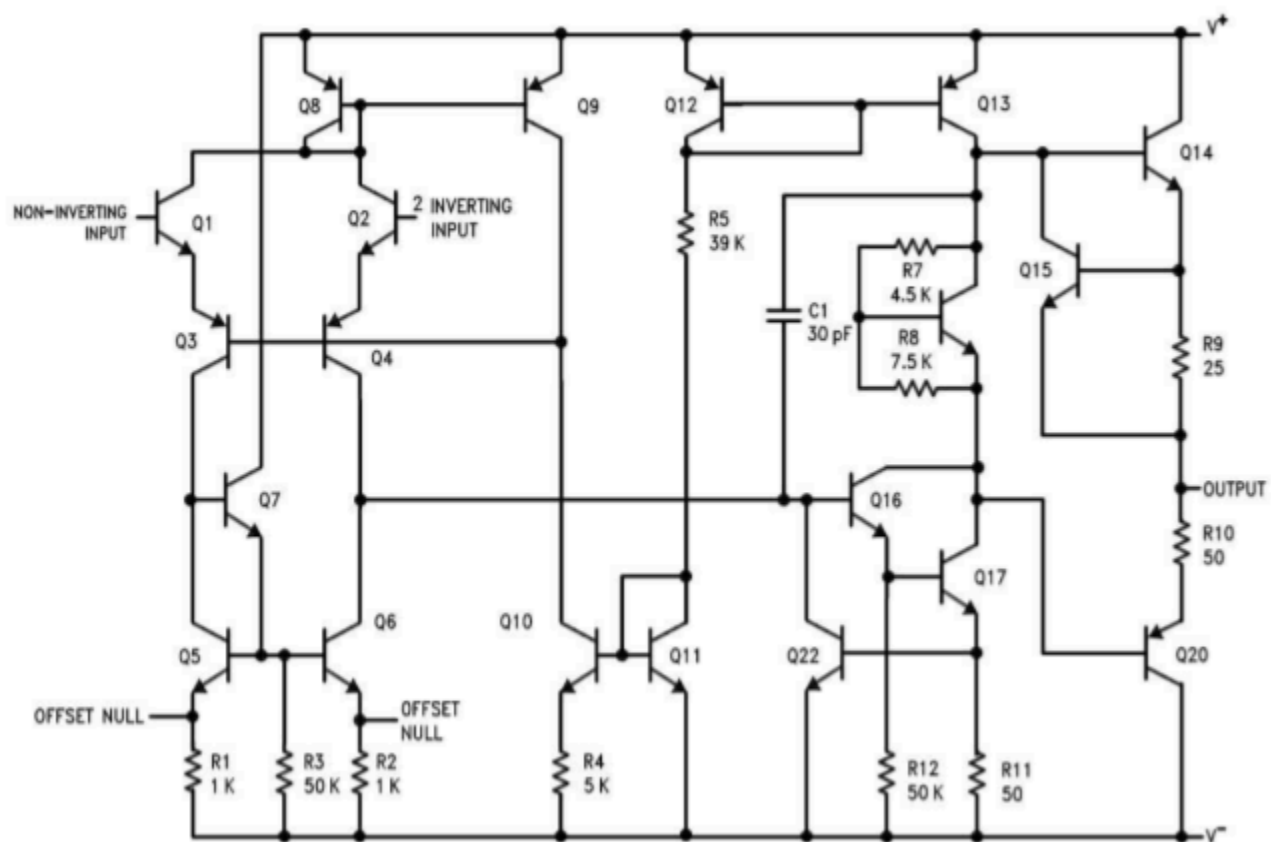 V+
Q8
Q9
Q12
Q13
Q14
NON-INVERTING
INPUT
Q1
Q2
2 INVERTING
INPUT
R5
39 K
R7
4.5 K
Q15
C1
30 pF
R8
7.5 K
Q3
Q4
R9
25
Q7
Q16
OUTPUT
R10
50
Q17
Q5
Q6
Q10
Q11
Q22
Q20
OFFSET NULL
OFFSET
NULL
R1
1 K
R3
50 K
R2
1 K
R4
5 K
R12
50 K
R11
50
V-